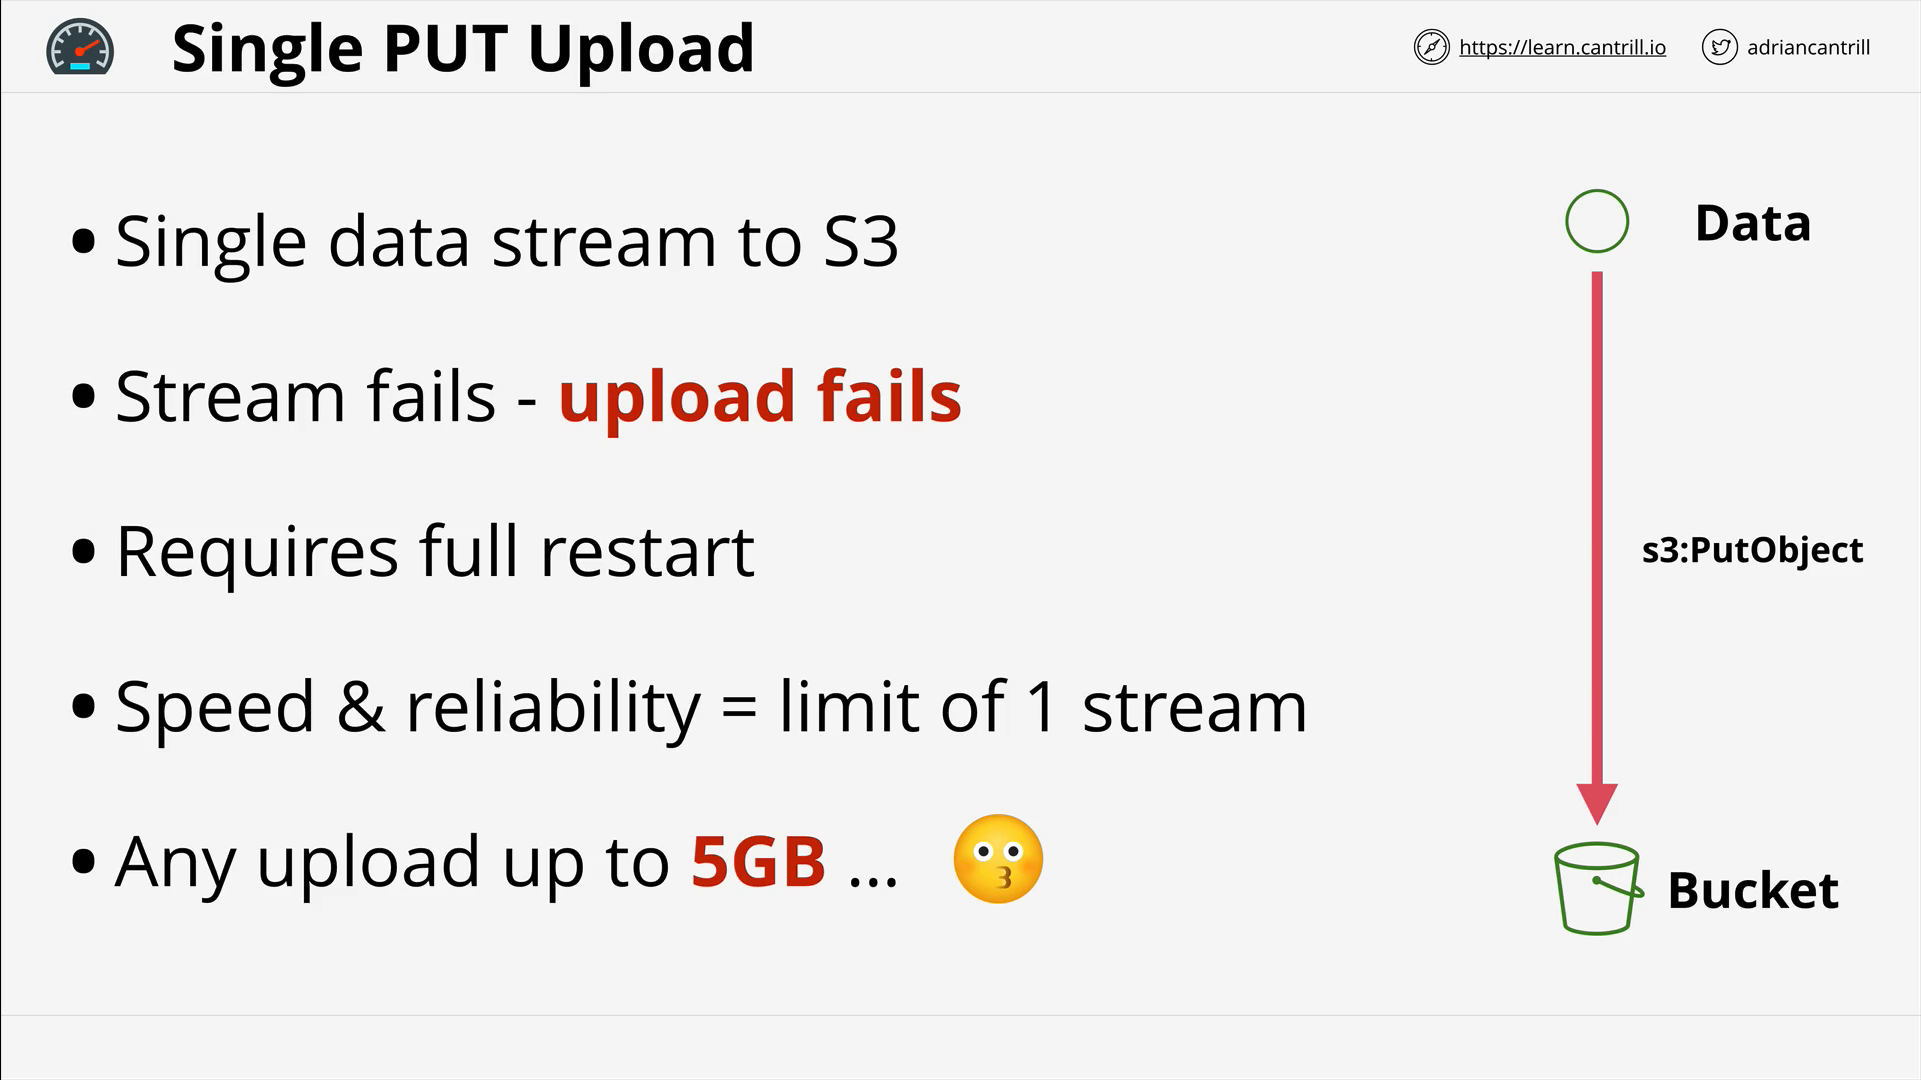 Single PUT Upload
https://learn.cantrill.io
adriancantrill
• Single data stream to S3
• Stream fails - upload fails
• Requires full restart
• Speed & reliability = limit of 1 stream
• Any upload up to 5GB ...
Data
s3:PutObject
Bucket